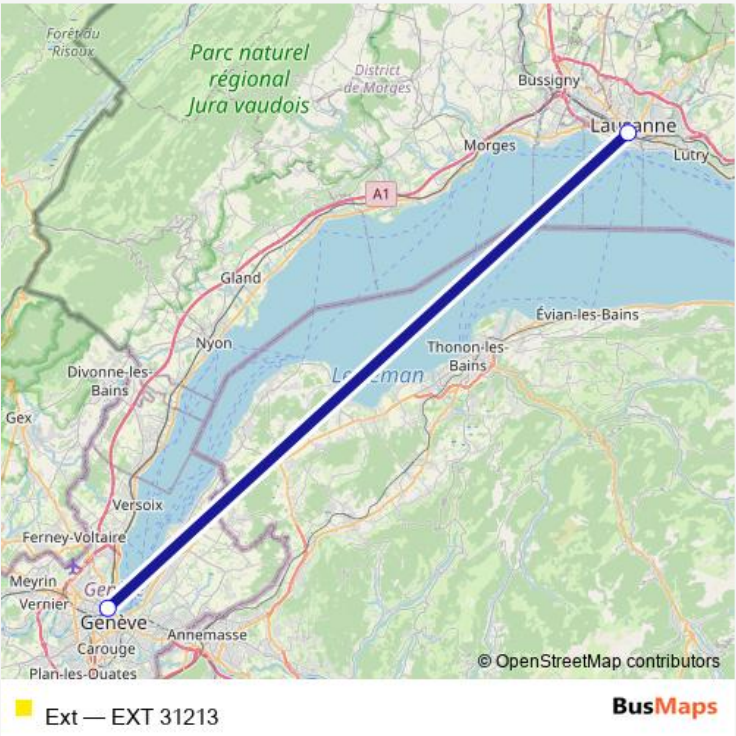 Forêt du
Risoux
Parc naturel
régional
Jura vaudois
District
de Morges
Bussigny
Lausanne
Morges
Lutry
A1
Gland
Évian-les-Bains
Nyon
Thonon-les-
Bains
Divonne-les-
Bains
Gex
Versoix
Ferney-Voltaire
Meyrin
Vernier
Genève
Carouge
Annemasse
Plan-les-Ouates
© OpenStreetMap contributors
Ext — EXT 31213
BusMaps